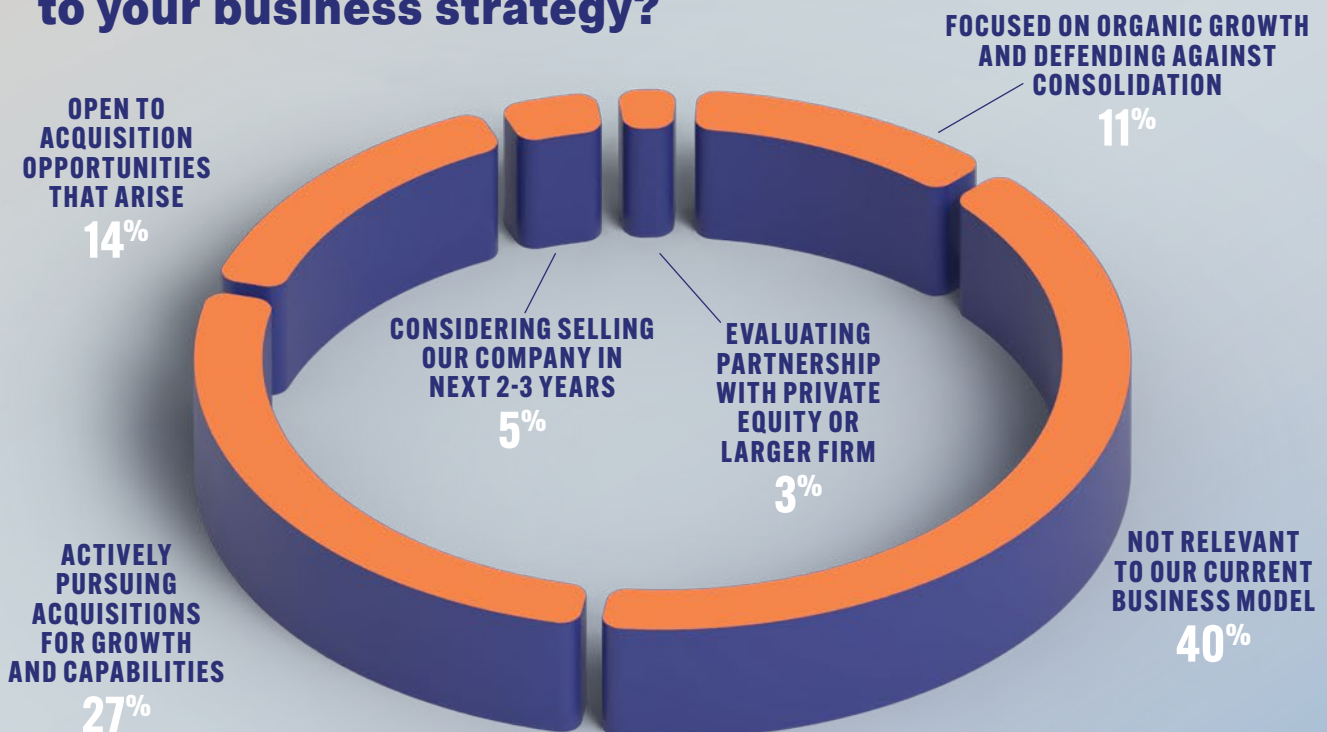 to your business strategy?
FOCUSED ON ORGANIC GROWTH
AND DEFENDING AGAINST
CONSOLIDATION
11%
OPEN TO
ACQUISITION
OPPORTUNITIES
THAT ARISE
14%
CONSIDERING SELLING
OUR COMPANY IN
NEXT 2-3 YEARS
5%
EVALUATING
PARTNERSHIP
WITH PRIVATE
EQUITY OR
LARGER FIRM
3%
ACTIVELY
PURSUING
ACQUISITIONS
FOR GROWTH
AND CAPABILITIES
27%
NOT RELEVANT
TO OUR CURRENT
BUSINESS MODEL
40%